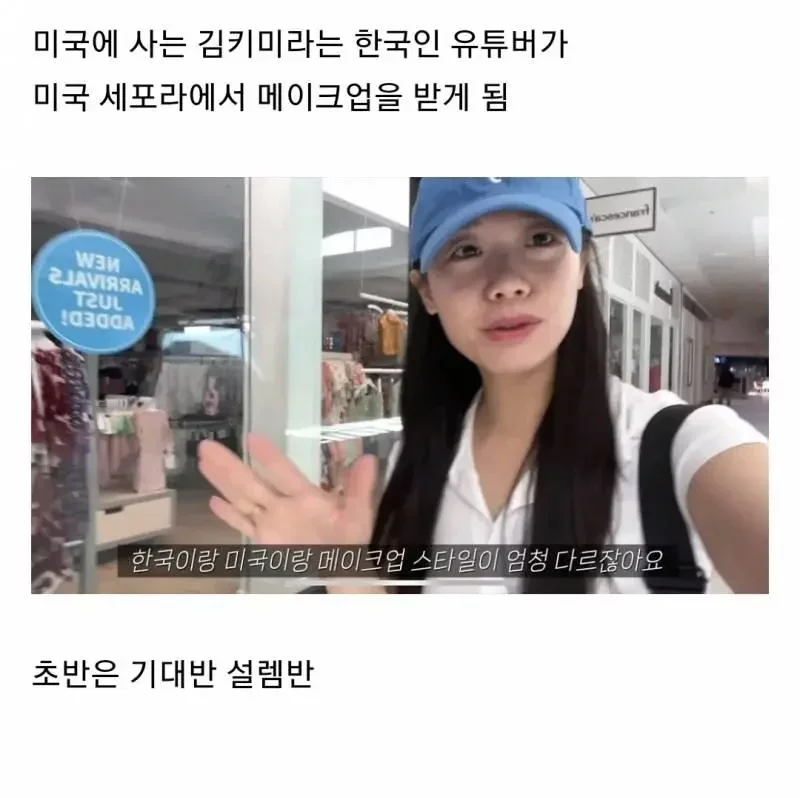 미국에 사는 김키미라는 한국인 유튜버가
미국 세포라에서 메이크업을 받게 됨
NEW
ARRIVALS
JUST
ADDED!
francesca's
한국이랑 미국이랑 메이크업 스타일이 엄청 다르잖아요
초반은 기대반 설렘반